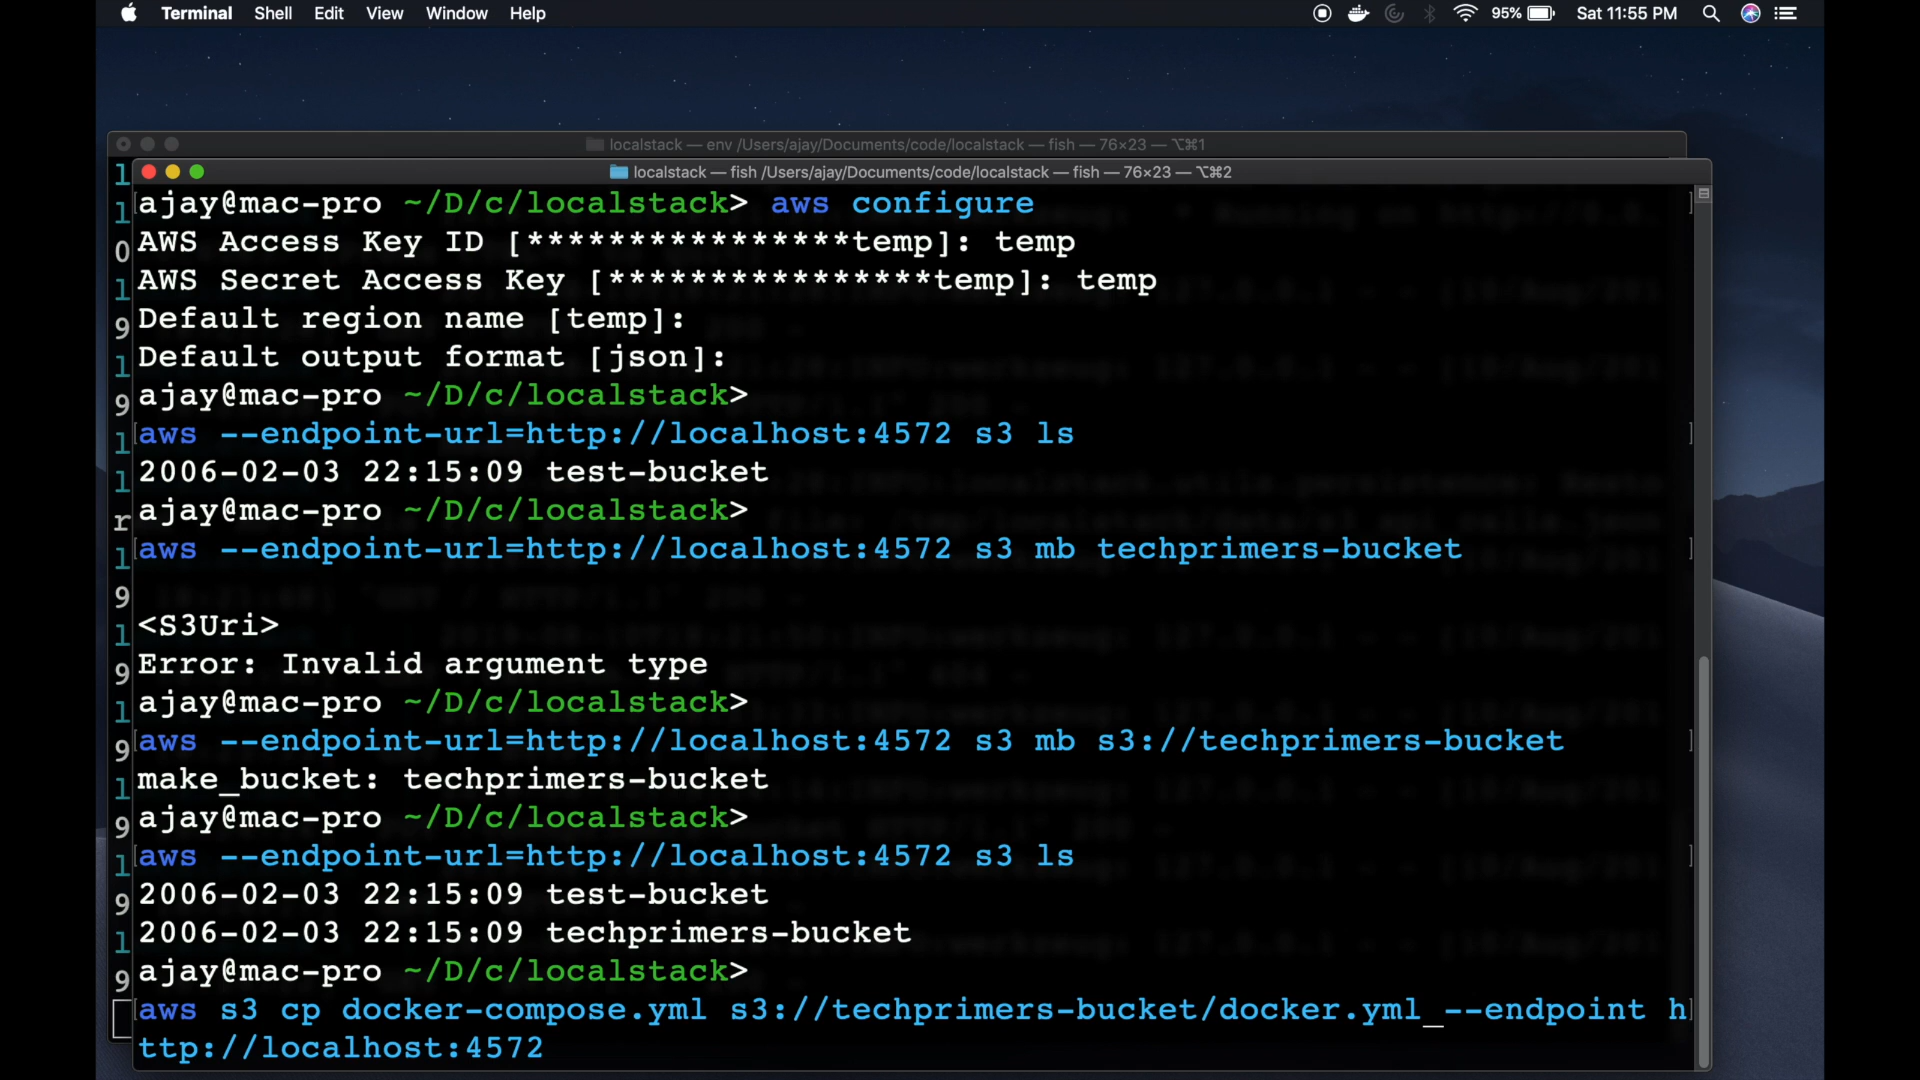 Terminal Shell Edit View Window Help 95% Sat 11:55 PM
localstack — env /Users/ajay/Documents/code/localstack — fish — 76×23 — ⌥⌘1
localstack — fish /Users/ajay/Documents/code/localstack — fish — 76×23 — ⌥⌘2
ajay@mac-pro ~/D/c/localstack> aws configure
AWS Access Key ID [****************temp]: temp
AWS Secret Access Key [****************temp]: temp
Default region name [temp]:
Default output format [json]:
ajay@mac-pro ~/D/c/localstack>
aws --endpoint-url=http://localhost:4572 s3 ls
2006-02-03 22:15:09 test-bucket
ajay@mac-pro ~/D/c/localstack>
aws --endpoint-url=http://localhost:4572 s3 mb techprimers-bucket
<S3Uri>
Error: Invalid argument type
ajay@mac-pro ~/D/c/localstack>
aws --endpoint-url=http://localhost:4572 s3 mb s3://techprimers-bucket
make_bucket: techprimers-bucket
ajay@mac-pro ~/D/c/localstack>
aws --endpoint-url=http://localhost:4572 s3 ls
2006-02-03 22:15:09 test-bucket
2006-02-03 22:15:09 techprimers-bucket
ajay@mac-pro ~/D/c/localstack>
aws s3 cp docker-compose.yml s3://techprimers-bucket/docker.yml --endpoint h
ttp://localhost:4572